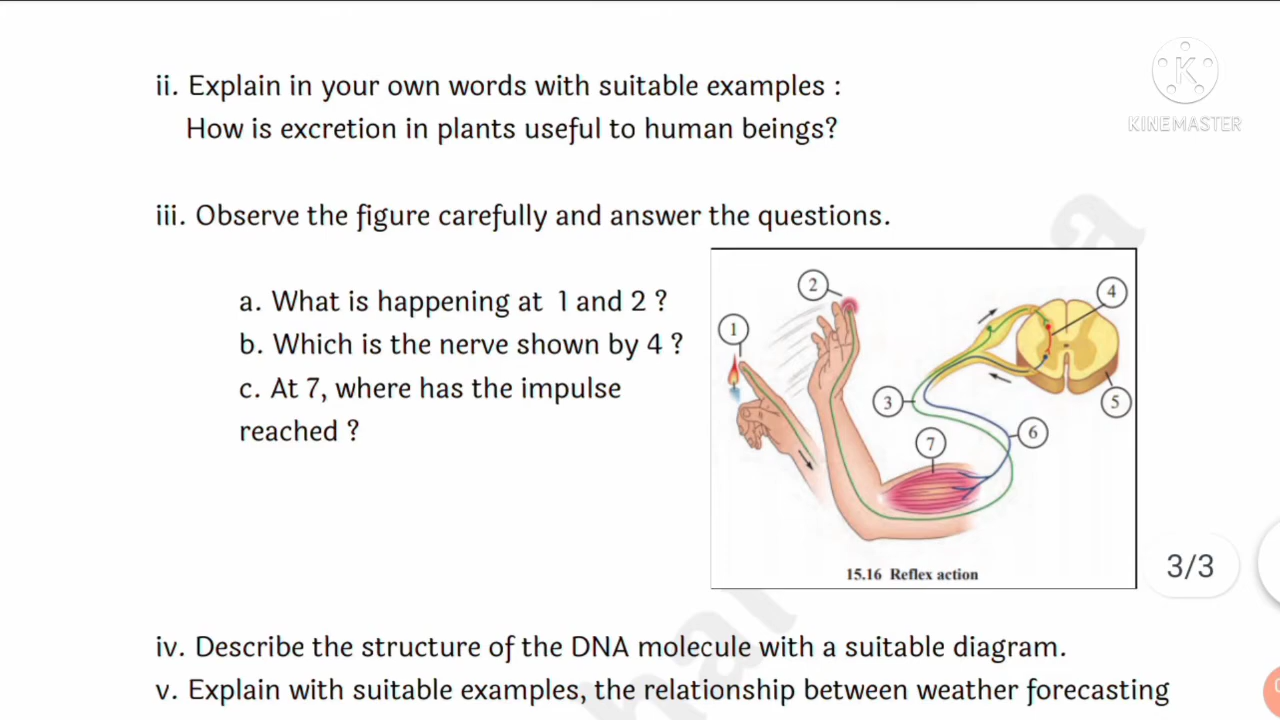 ii. Explain in your own words with suitable examples :
How is excretion in plants useful to human beings?
KINEMASTER
iii. Observe the figure carefully and answer the questions.
a. What is happening at 1 and 2 ?
b. Which is the nerve shown by 4 ?
c. At 7, where has the impulse
reached ?
1
2
3
4
5
6
7
15.16 Reflex action
3/3
iv. Describe the structure of the DNA molecule with a suitable diagram.
v. Explain with suitable examples, the relationship between weather forecasting